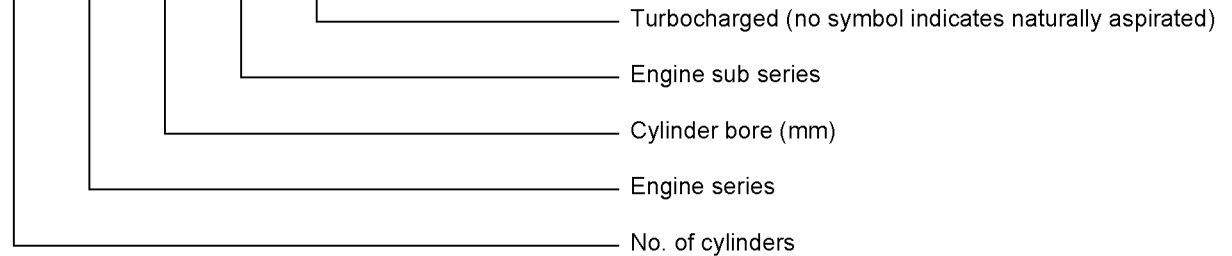 Turbocharged (no symbol indicates naturally aspirated)
Engine sub series
Cylinder bore (mm)
Engine series
No. of cylinders